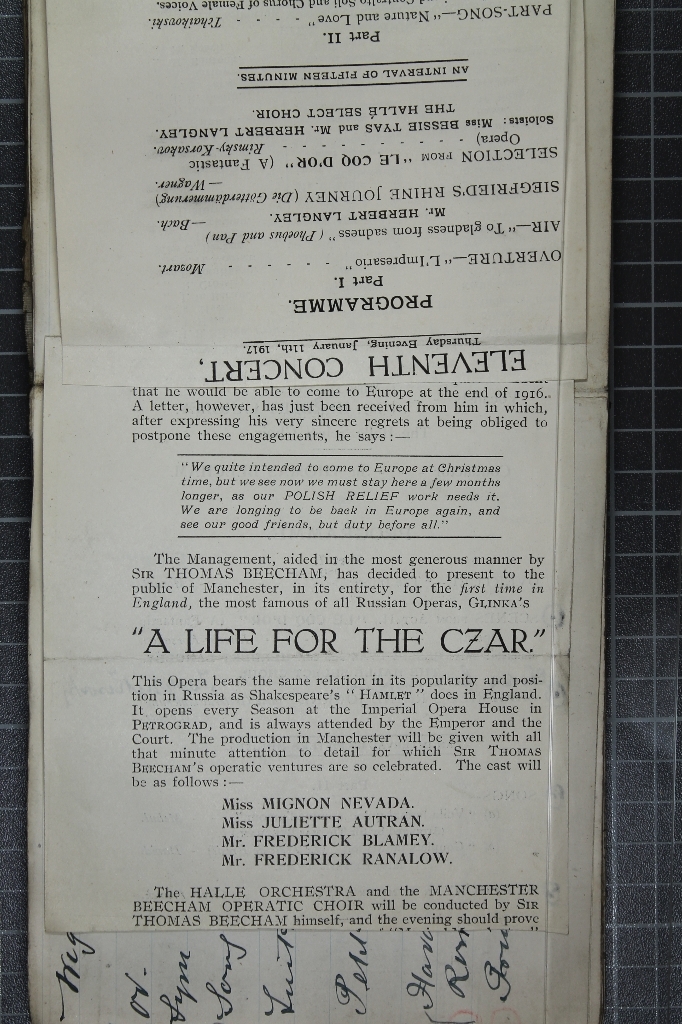 ELEVENTH CONCERT,
Thursday Evening, January 11th, 1917.
PROGRAMME.
Part I.
OVERTURE—"L'Impresario" - - - - - Mozart.
AIR—"To gladness from sadness" (Phoebus and Pan)
—Bach.
Mr. HERBERT LANGLEY.
SIEGFRIED'S RHINE JOURNEY (Die Götterdämmerung)
—Wagner.
SELECTION FROM "LE COQ D'OR" (A Fantastic
Opera) - - - - - - - - - Rimsky-Korsakov.
Soloists: Miss BESSIE TYAS and Mr. HERBERT LANGLEY.
THE HALLÉ SELECT CHOIR.
AN INTERVAL OF FIFTEEN MINUTES.
Part II.
PART-SONG—"Nature and Love" - - - - Tchaikovski.
Soli and Chorus of Female Voices.
that he would be able to come to Europe at the end of 1916.
A letter, however, has just been received from him in which,
after expressing his very sincere regrets at being obliged to
postpone these engagements, he says :—
"We quite intended to come to Europe at Christmas
time, but we see now we must stay here a few months
longer, as our POLISH RELIEF work needs it.
We are longing to be back in Europe again, and
see our good friends, but duty before all."
The Management, aided in the most generous manner by
SIR THOMAS BEECHAM, has decided to present to the
public of Manchester, in its entirety, for the first time in
England, the most famous of all Russian Operas, GLINKA'S
"A LIFE FOR THE CZAR."
This Opera bears the same relation in its popularity and posi-
tion in Russia as Shakespeare's "HAMLET" does in England.
It opens every Season at the Imperial Opera House in
PETROGRAD, and is always attended by the Emperor and the
Court. The production in Manchester will be given with all
that minute attention to detail for which SIR THOMAS
BEECHAM'S operatic ventures are so celebrated. The cast will
be as follows :—
Miss MIGNON NEVADA.
Miss JULIETTE AUTRAN.
Mr. FREDERICK BLAMEY.
Mr. FREDERICK RANALOW.
The HALLE ORCHESTRA and the MANCHESTER
BEECHAM OPERATIC CHOIR will be conducted by SIR
THOMAS BEECHAM himself, and the evening should prove